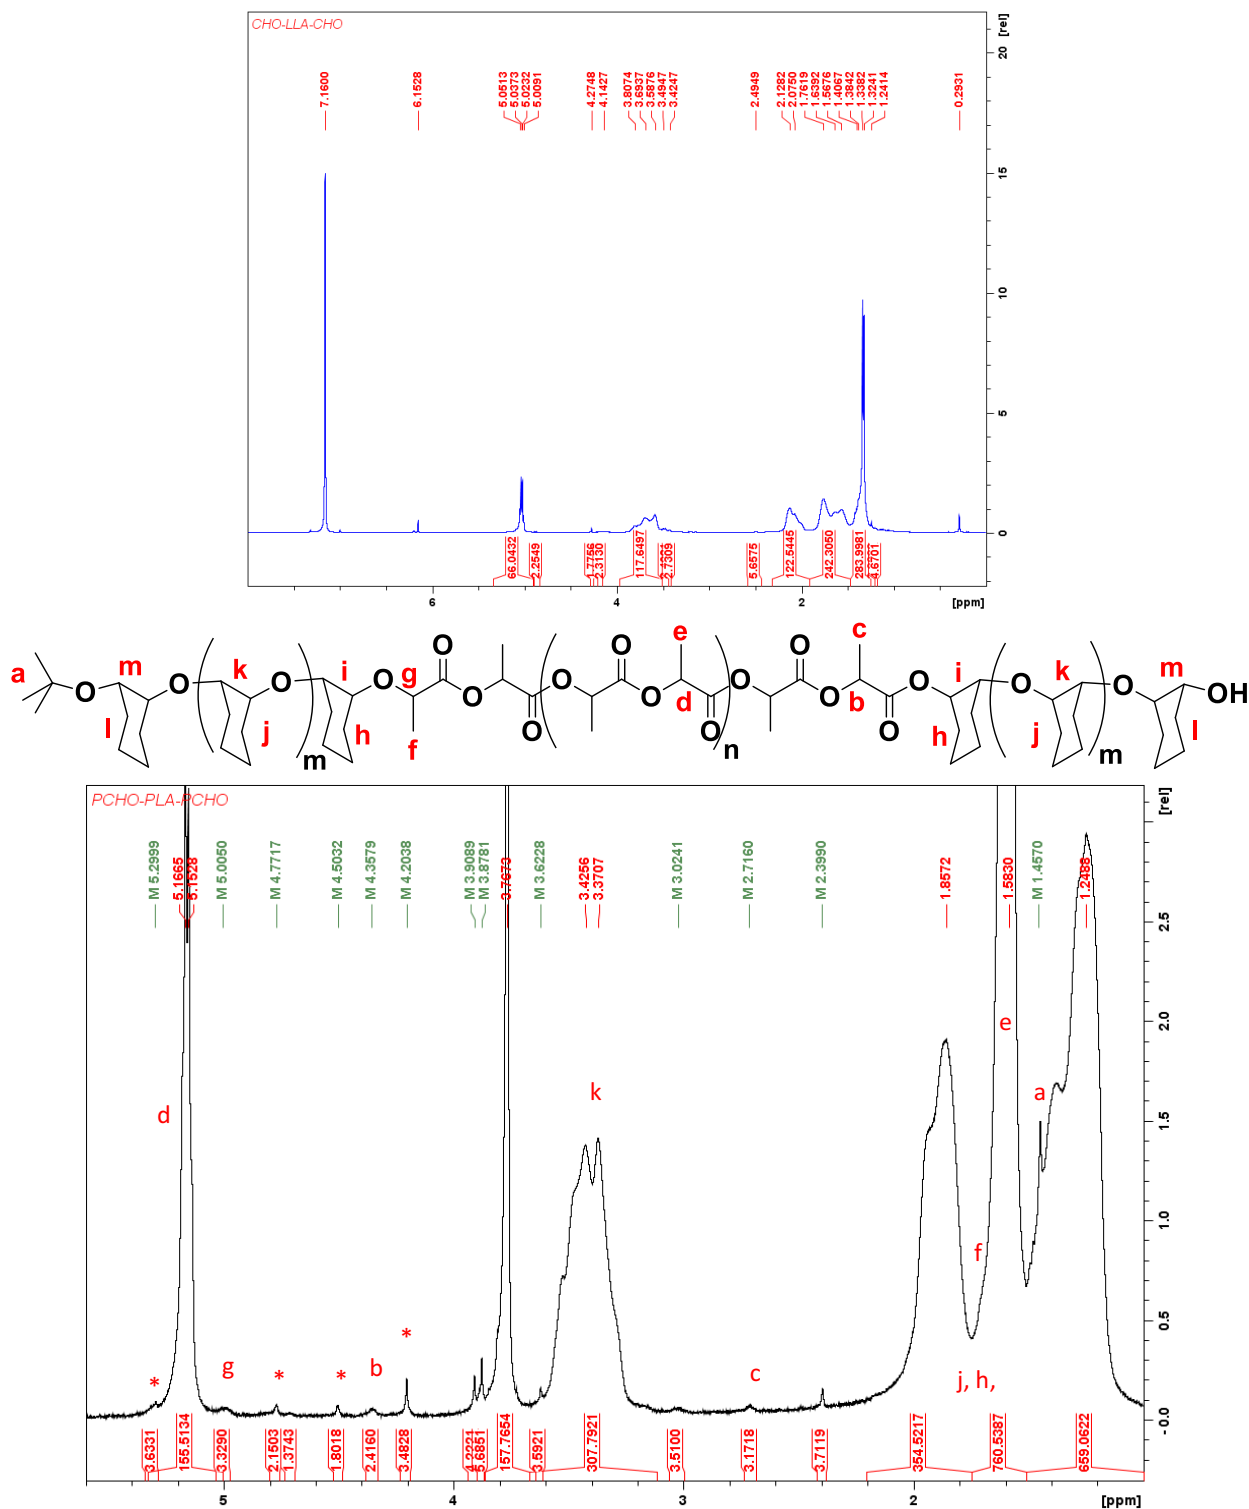 CHO-LLA-CHO
[rel]
7.1600
6.1528
5.0513
5.0373
5.0232
5.0091
4.2748
4.1427
3.8074
3.6937
3.5876
3.4947
3.4247
2.4949
2.1282
2.0750
1.7619
1.6392
1.5676
1.4067
1.3842
1.3382
1.3241
1.2414
0.2931
20
15
10
5
0
66.0432
2.2549
1.7756
2.3130
117.6497
2.7309
5.6575
122.5445
242.3050
283.9981
4.6701
6 4 2 [ppm]
a O m O k O i O g O O O e O O O c O O i O k O m OH
l j m h f O d O n b h j m l
PCHO-PLA-PCHO
[rel]
M 5.2999
5.1665
5.1528
M 5.0050
M 4.7717
M 4.5032
M 4.3579
M 4.2038
M 3.9089
M 3.8781
3.7673
M 3.6228
3.4256
3.3707
M 3.0241
M 2.7160
M 2.3990
1.8572
1.5830
M 1.4570
1.2488
2.5
2.0
1.5
1.0
0.5
-0.0
e
k a
d
f
*
g * * b c
*
j, h,
3.6331
155.5134
3.3290
2.1503
1.3743
1.8018
2.4160
3.4828
4.2221
5.6851
157.7654
3.5921
307.7921
3.5100
3.1718
3.7119
354.5217
760.5387
659.0622
5 4 3 2 [ppm]